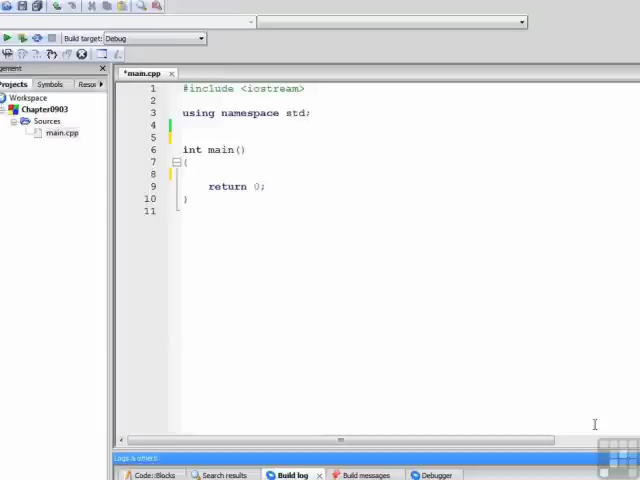 Build target: Debug
agement
Projects Symbols Resou
*main.cpp
Workspace
Chapter0903
Sources
main.cpp
1 #include <iostream>
2
3 using namespace std;
4
5
6 int main()
7 {
8
9 return 0;
10 }
11
Logs & others
Code::Blocks Search results Build log Build messages Debugger